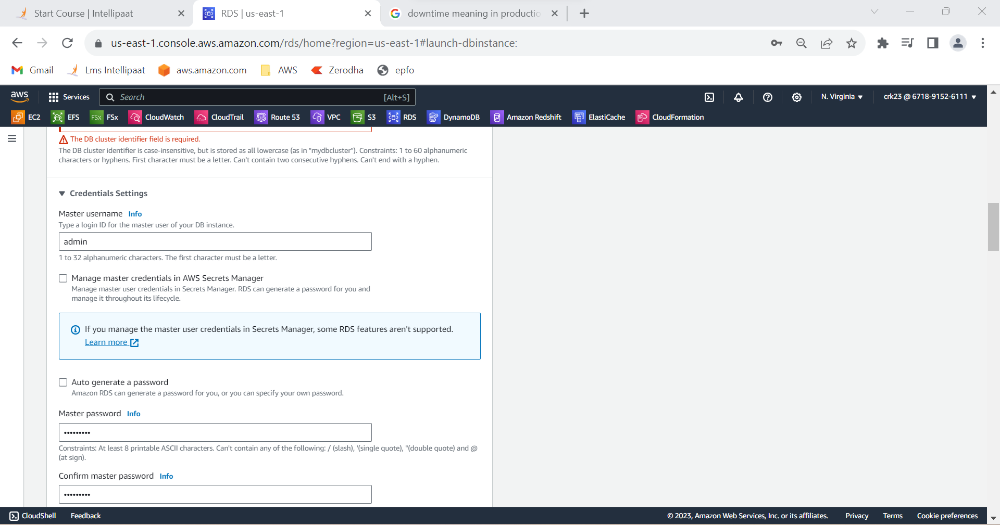 Start Course | Intellipaat
RDS | us-east-1
downtime meaning in productio
us-east-1.console.aws.amazon.com/rds/home?region=us-east-1#launch-dbinstance:
Gmail
Lms Intellipaat
aws.amazon.com
AWS
Zerodha
epfo
aws
Services
Search
[Alt+S]
N. Virginia
crk23 @ 6718-9152-6111
EC2
EFS
FSx
FSx
CloudWatch
CloudTrail
Route 53
VPC
S3
RDS
DynamoDB
Amazon Redshift
ElastiCache
CloudFormation
The DB cluster identifier field is required.
The DB cluster identifier is case-insensitive, but is stored as all lowercase (as in "mydbcluster"). Constraints: 1 to 60 alphanumeric
characters or hyphens. First character must be a letter. Can't contain two consecutive hyphens. Can't end with a hyphen.
Credentials Settings
Master username Info
Type a login ID for the master user of your DB instance.
admin
1 to 32 alphanumeric characters. The first character must be a letter.
Manage master credentials in AWS Secrets Manager
Manage master user credentials in Secrets Manager. RDS can generate a password for you and
manage it throughout its lifecycle.
If you manage the master user credentials in Secrets Manager, some RDS features aren't supported.
Learn more
Auto generate a password
Amazon RDS can generate a password for you, or you can specify your own password.
Master password Info
•••••••••
Constraints: At least 8 printable ASCII characters. Can't contain any of the following: / (slash), '(single quote), "(double quote) and @
(at sign).
Confirm master password Info
•••••••••
CloudShell
Feedback
© 2023, Amazon Web Services, Inc. or its affiliates.
Privacy
Terms
Cookie preferences